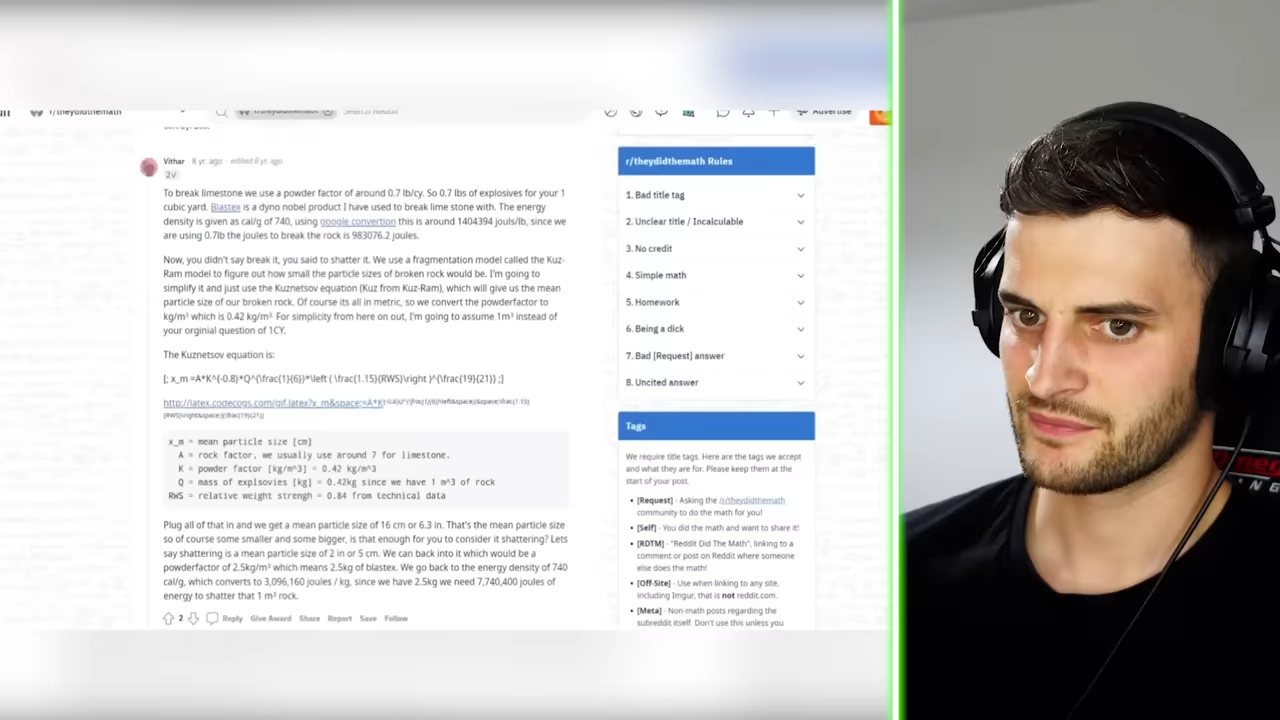 r/theydidthemath
Search Reddit
Advertise
Vithar 8 yr. ago · edited 8 yr. ago
2✓
To break limestone we use a powder factor of around 0.7 lb/cy. So 0.7 lbs of explosives for your 1
cubic yard. Blastex is a dyno nobel product I have used to break lime stone with. The energy
density is given as cal/g of 740, using google convertion this is around 1404394 jouls/lb, since we
are using 0.7lb the joules to break the rock is 983076.2 joules.
Now, you didn't say break it, you said to shatter it. We use a fragmentation model called the Kuz-
Ram model to figure out how small the particle sizes of broken rock would be. I'm going to
simplify it and just use the Kuznetsov equation (Kuz from Kuz-Ram), which will give us the mean
particle size of our broken rock. Of course its all in metric, so we convert the powderfactor to
kg/m³ which is 0.42 kg/m³. For simplicity from here on out, I'm going to assume 1m³ instead of
your orginial question of 1CY.
The Kuznetsov equation is:
[; x_m =A*K^{-0.8}*Q^{\frac{1}{6}}*\left ( \frac{1.15}{RWS}\right )^{\frac{19}{21}} ;]
http://latex.codecogs.com/gif.latex?x_m&space;=A*K
x_m = mean particle size [cm]
A = rock factor, we usually use around 7 for limestone.
K = powder factor [kg/m^3] = 0.42 kg/m^3
Q = mass of explsovies [kg] = 0.42kg since we have 1 m^3 of rock
RWS = relative weight strengh = 0.84 from technical data
Plug all of that in and we get a mean particle size of 16 cm or 6.3 in. That's the mean particle size
so of course some smaller and some bigger, is that enough for you to consider it shattering? Lets
say shattering is a mean particle size of 2 in or 5 cm. We can back into it which would be a
powderfactor of 2.5kg/m³ which means 2.5kg of blastex. We go back to the energy density of 740
cal/g, which converts to 3,096,160 joules / kg, since we have 2.5kg we need 7,740,400 joules of
energy to shatter that 1 m³ rock.
2 Reply Give Award Share Report Save Follow
r/theydidthemath Rules
1. Bad title tag
2. Unclear title / Incalculable
3. No credit
4. Simple math
5. Homework
6. Being a dick
7. Bad [Request] answer
8. Uncited answer
Tags
We require title tags. Here are the tags we accept
and what they are for. Please keep them at the
start of your post.
• [Request] - Asking the /r/theydidthemath
community to do the math for you!
• [Self] - You did the math and want to share it!
• [RDTM] - "Reddit Did The Math", linking to a
comment or post on Reddit where someone
else does the math!
• [Off-Site] - Use when linking to any site,
including Imgur, that is not reddit.com.
• [Meta] - Non-math posts regarding the
subreddit itself. Don't use this unless you